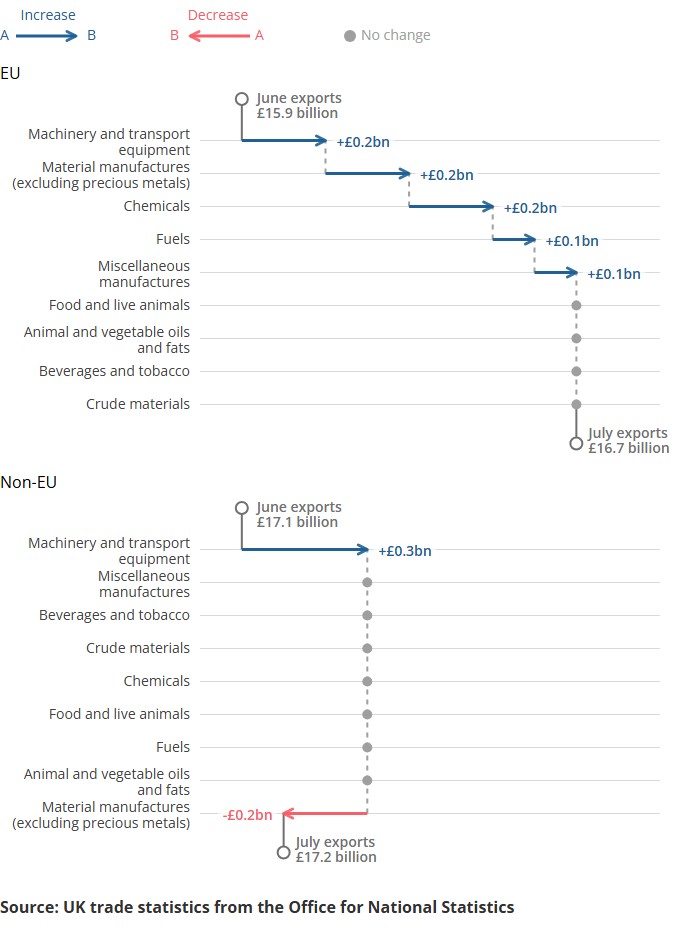 Increase
Decrease
A
B
B
A
No change
EU
June exports
£15.9 billion
Machinery and transport
equipment
+£0.2bn
Material manufactures
(excluding precious metals)
+£0.2bn
Chemicals
+£0.2bn
Fuels
+£0.1bn
Miscellaneous
manufactures
+£0.1bn
Food and live animals
Animal and vegetable oils
and fats
Beverages and tobacco
Crude materials
July exports
£16.7 billion
Non-EU
June exports
£17.1 billion
Machinery and transport
equipment
+£0.3bn
Miscellaneous
manufactures
Beverages and tobacco
Crude materials
Chemicals
Food and live animals
Fuels
Animal and vegetable oils
and fats
Material manufactures
(excluding precious metals)
-£0.2bn
July exports
£17.2 billion
Source: UK trade statistics from the Office for National Statistics